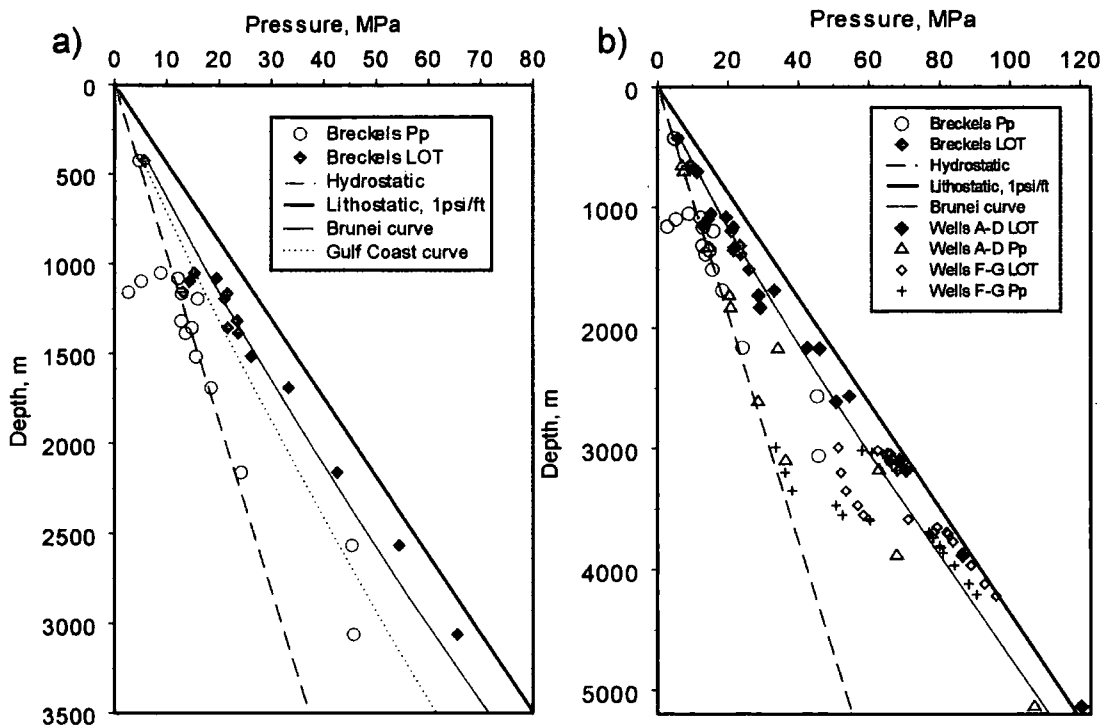 a)
Pressure, MPa
0 10 20 30 40 50 60 70 80
0
500
1000
1500
2000
2500
3000
3500
Depth, m
Breckels Pp
Breckels LOT
Hydrostatic
Lithostatic, 1psi/ft
Brunei curve
Gulf Coast curve
b)
Pressure, MPa
0 20 40 60 80 100 120
0
1000
2000
3000
4000
5000
Depth, m
Breckels Pp
Breckels LOT
Hydrostatic
Lithostatic, 1psi/ft
Brunei curve
Wells A-D LOT
Wells A-D Pp
Wells F-G LOT
Wells F-G Pp